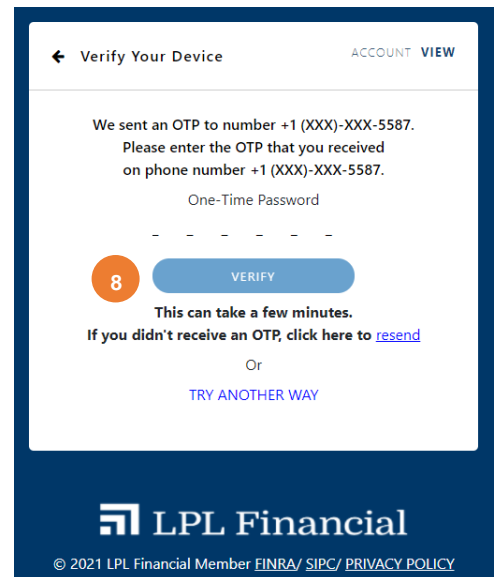 Verify Your Device
ACCOUNT VIEW
We sent an OTP to number +1 (XXX)-XXX-5587.
Please enter the OTP that you received
on phone number +1 (XXX)-XXX-5587.
One-Time Password
_ _ _ _ _ _
8
VERIFY
This can take a few minutes.
If you didn't receive an OTP, click here to resend
Or
TRY ANOTHER WAY
LPL Financial
© 2021 LPL Financial Member FINRA/ SIPC/ PRIVACY POLICY